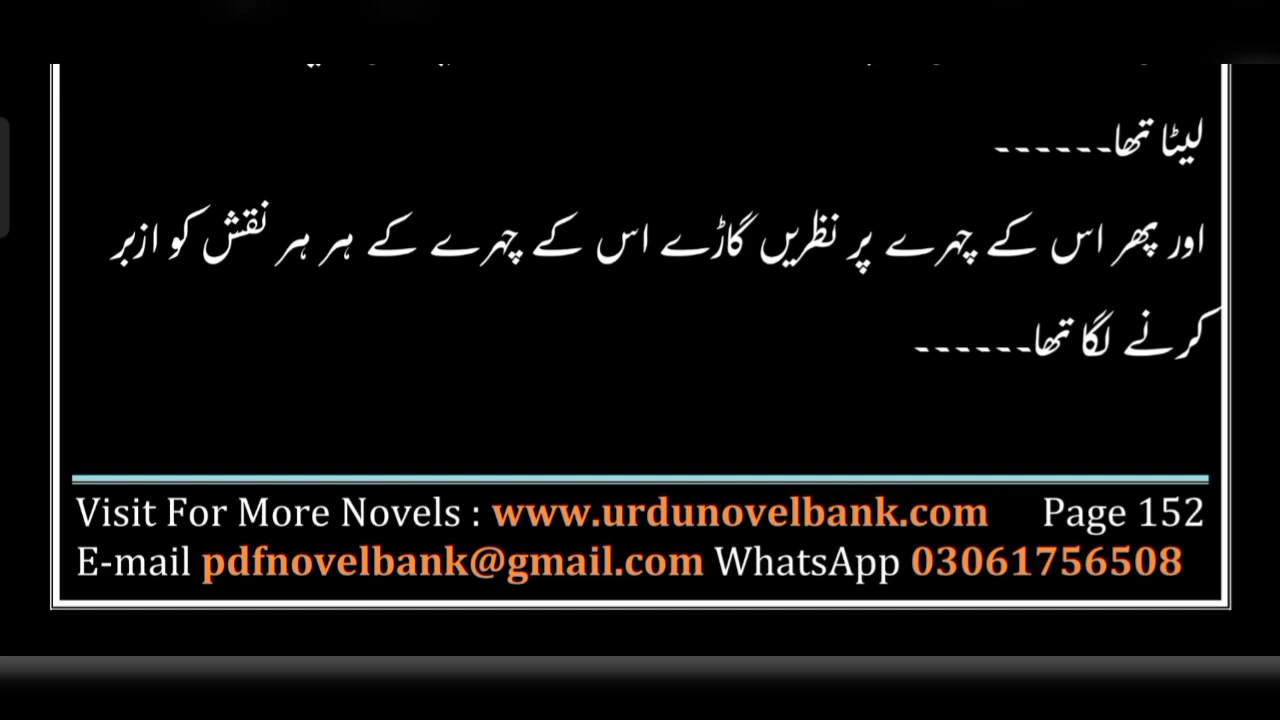 لیٹا تھا۔۔۔۔۔۔
اور پھر اس کے چہرے پر نظریں گاڑے اس کے چہرے کے ہر ہر نقش کو ازبر
کرنے لگا تھا۔۔۔۔۔۔
Visit For More Novels : www.urdunovelbank.com Page 152
E-mail pdfnovelbank@gmail.com WhatsApp 03061756508